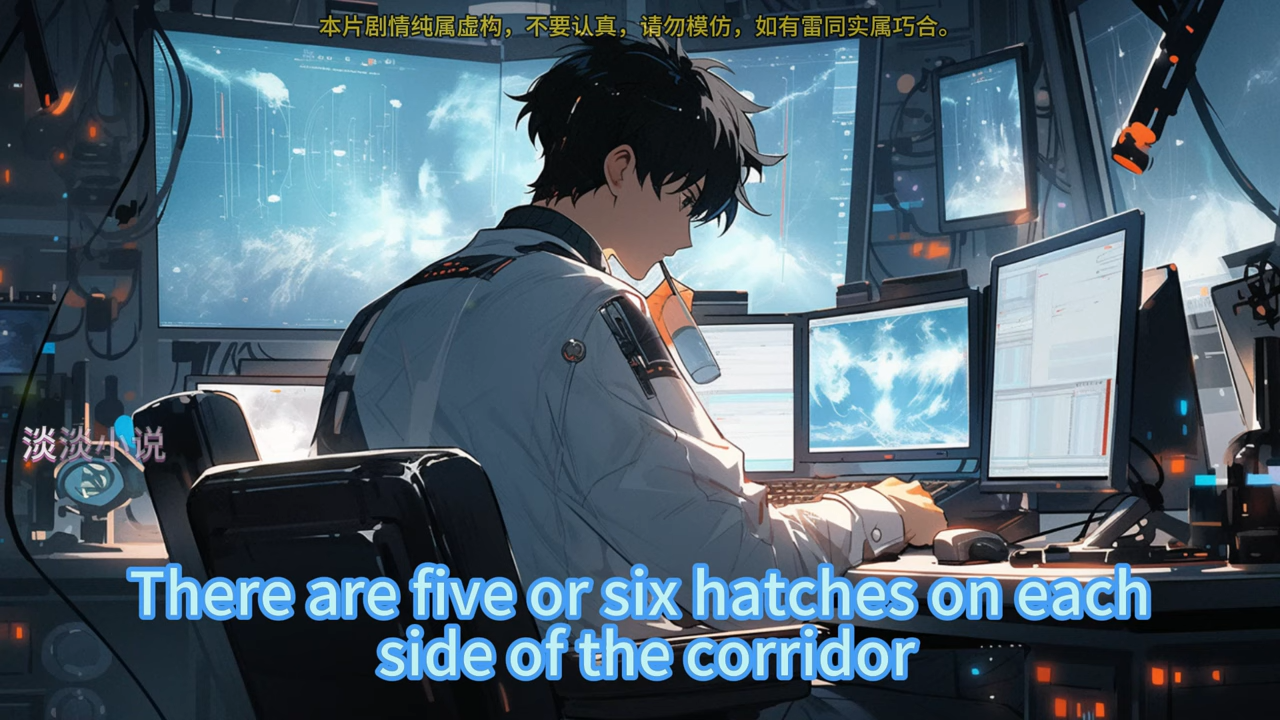 本片剧情纯属虚构，不要认真，请勿模仿，如有雷同实属巧合。
淡淡小说
There are five or six hatches on each
side of the corridor